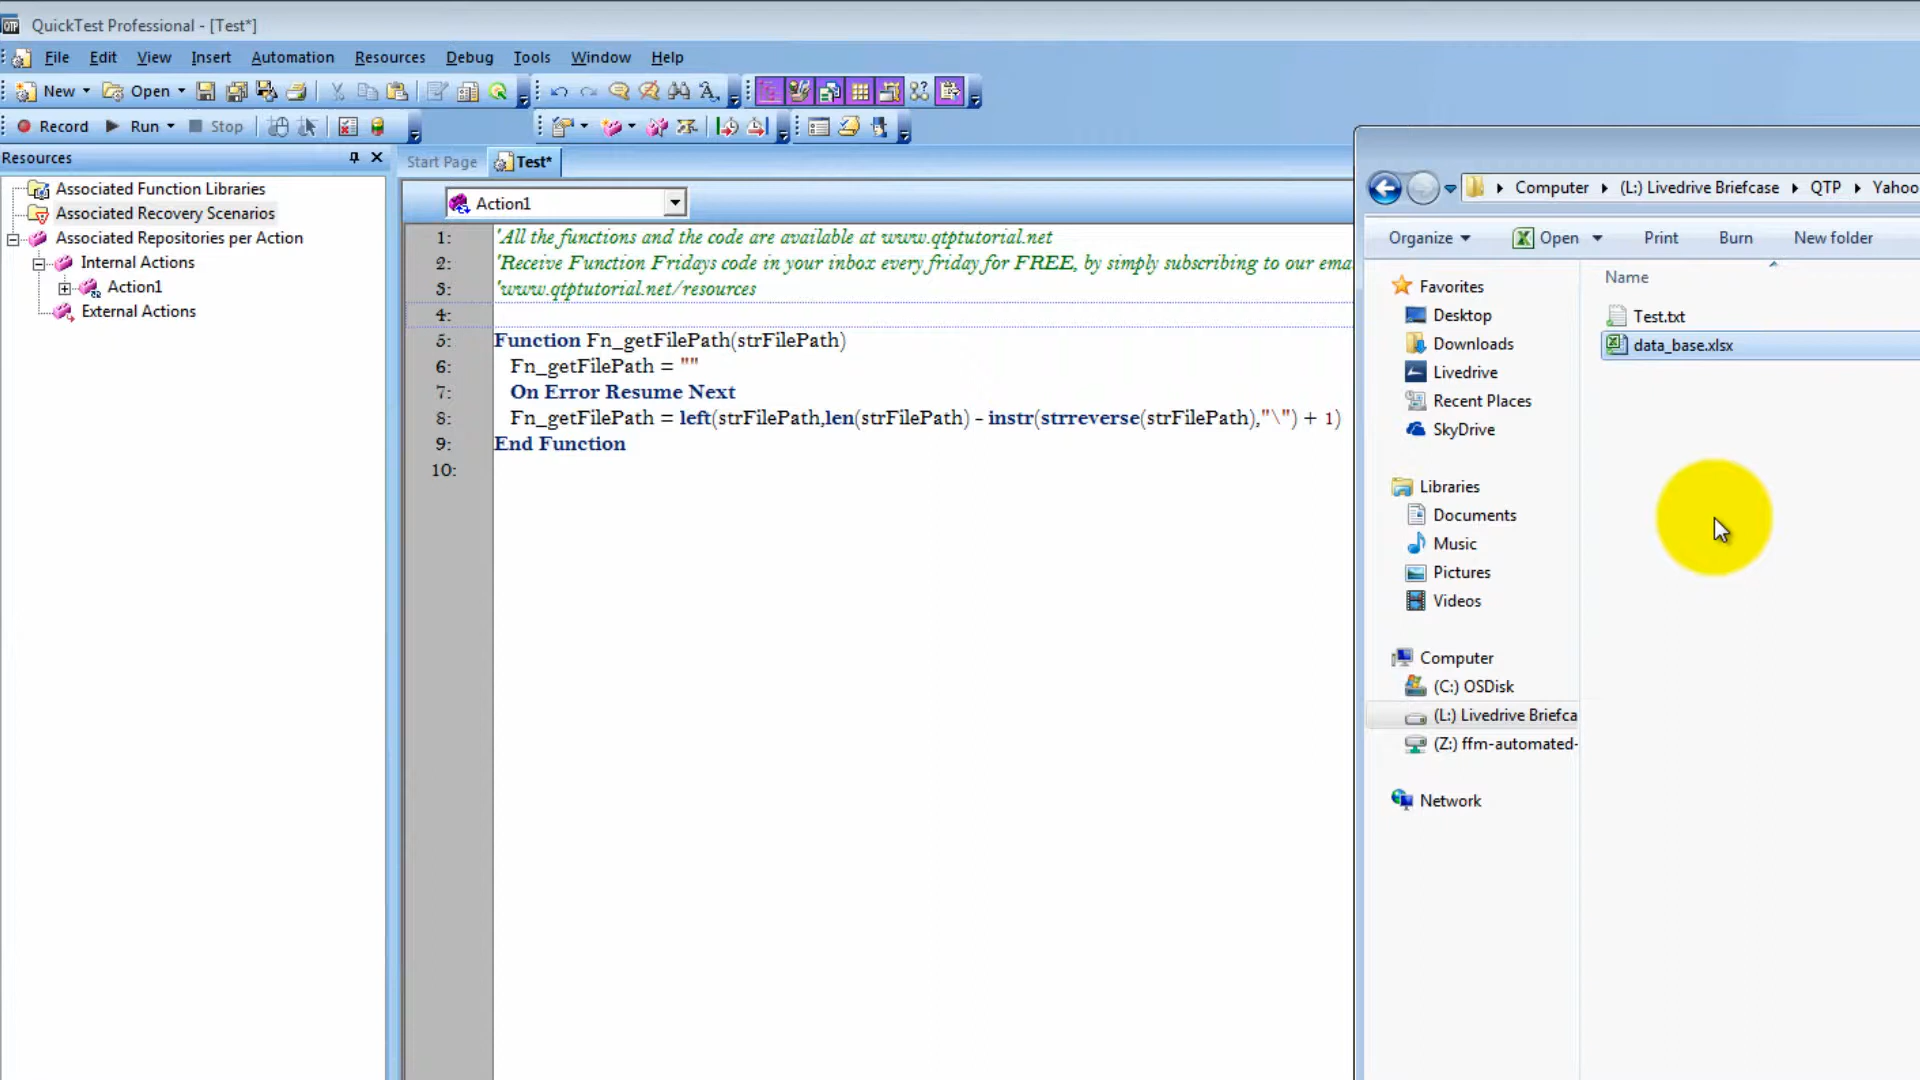 QTP QuickTest Professional - [Test*]
File Edit View Insert Automation Resources Debug Tools Window Help
New Open
Record Run Stop
Resources
Associated Function Libraries
Associated Recovery Scenarios
Associated Repositories per Action
Internal Actions
Action1
External Actions
Start Page Test*
Action1
1: 'All the functions and the code are available at www.qtptutorial.net
2: 'Receive Function Fridays code in your inbox every friday for FREE, by simply subscribing to our emai
3: 'www.qtptutorial.net/resources
4:
5: Function Fn_getFilePath(strFilePath)
6: Fn_getFilePath = ""
7: On Error Resume Next
8: Fn_getFilePath = left(strFilePath,len(strFilePath) - instr(strreverse(strFilePath),"\") + 1)
9: End Function
10:
Computer (L:) Livedrive Briefcase QTP Yahoo
Organize Open Print Burn New folder
Favorites
Desktop
Downloads
Livedrive
Recent Places
SkyDrive
Libraries
Documents
Music
Pictures
Videos
Computer
(C:) OSDisk
(L:) Livedrive Briefca
(Z:) ffm-automated-
Network
Name
Test.txt
data_base.xlsx